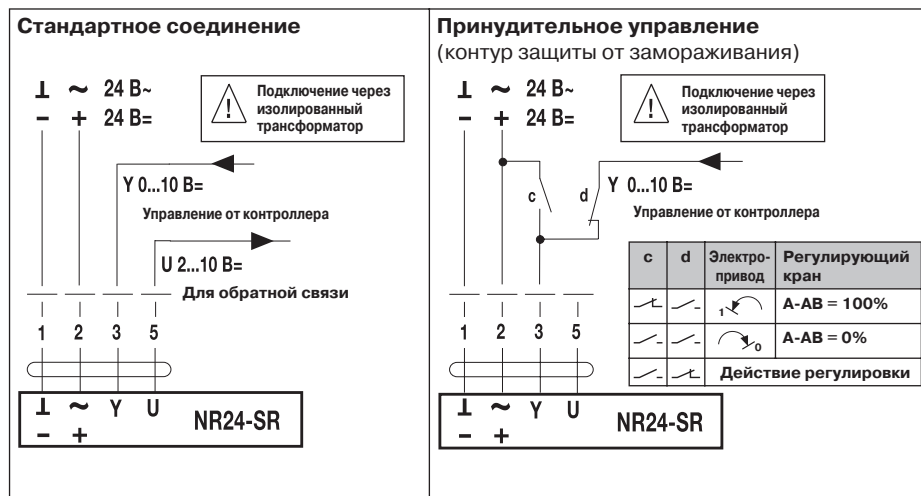 Стандартное соединение
⊥ ~ 24 В~
− + 24 В=
!
Подключение через
изолированный
трансформатор
Y 0...10 В=
Управление от контроллера
U 2...10 В=
Для обратной связи
1 2 3 5
⊥ ~ Y U
− +
NR24-SR
Принудительное управление
(контур защиты от замораживания)
⊥ ~ 24 В~
− + 24 В=
!
Подключение через
изолированный
трансформатор
c d Y 0...10 В=
Управление от контроллера
c d Электро-привод Регулирующий кран
1 A-AB = 100%
0 A-AB = 0%
Действие регулировки
1 2 3 5
⊥ ~ Y U
− +
NR24-SR